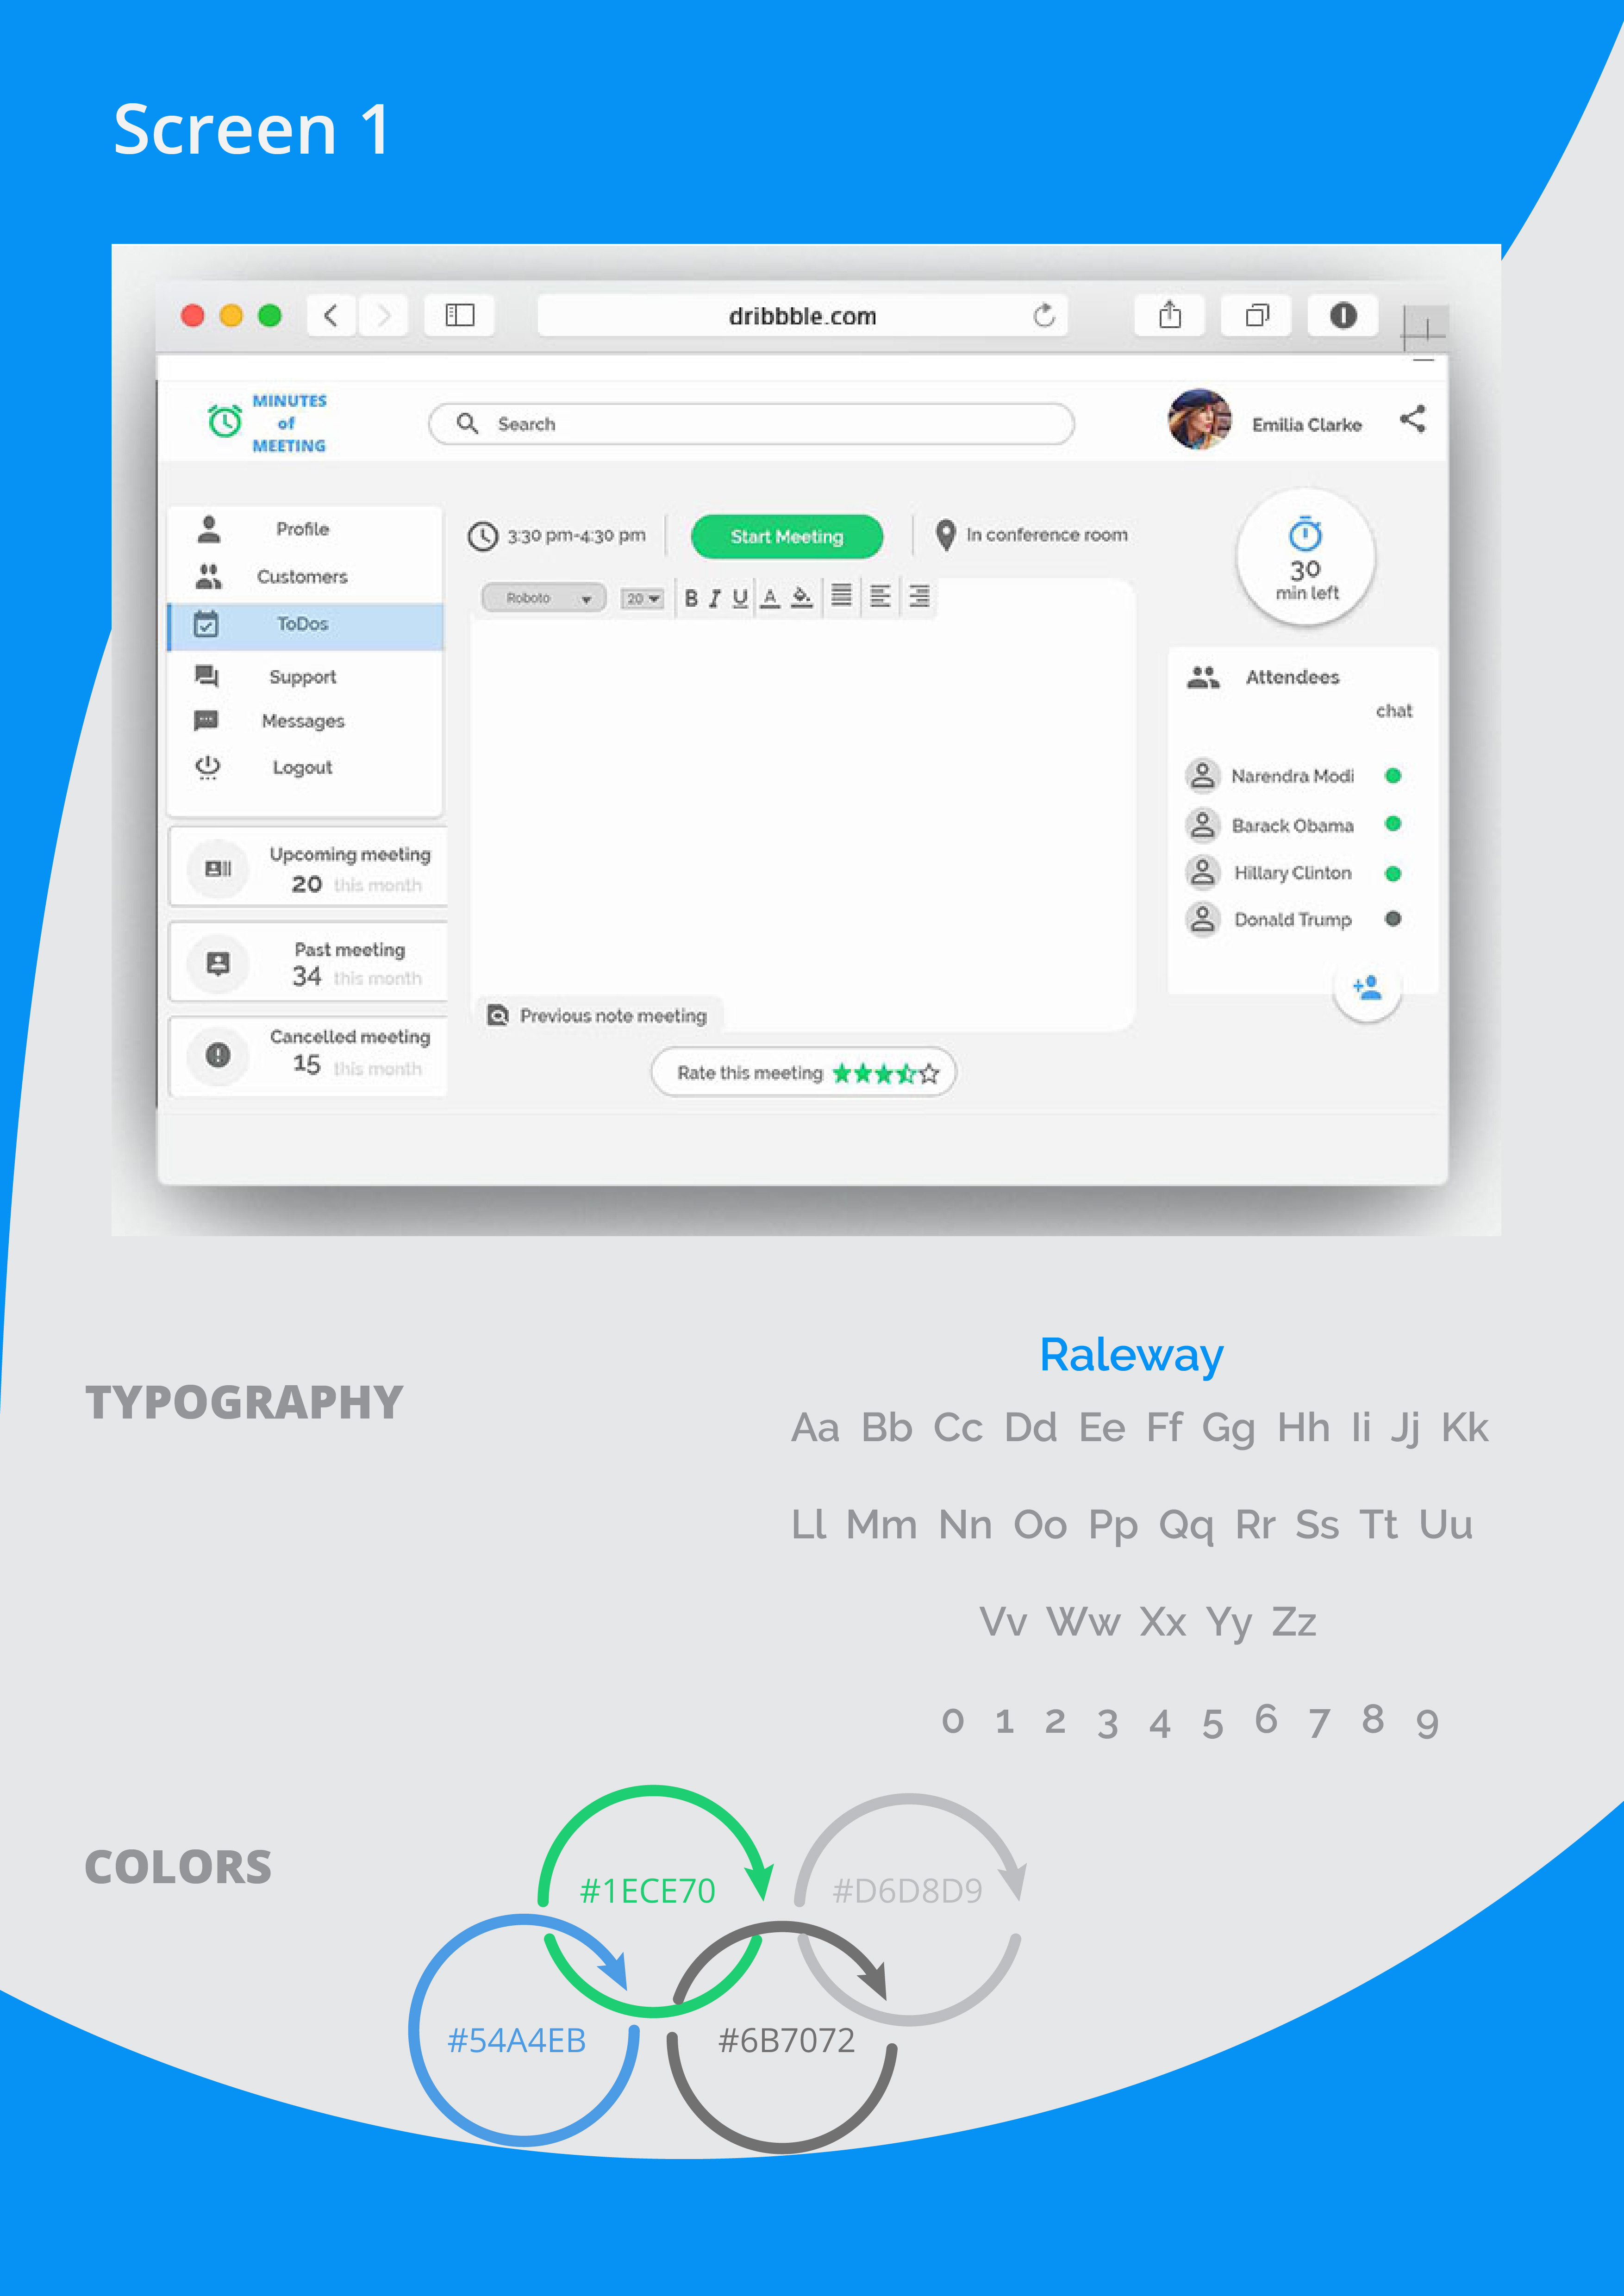 Screen 1
dribbble.com
MINUTES
of
MEETING
Search
Emilia Clarke
Profile
Customers
ToDos
Support
Messages
Logout
Upcoming meeting
20 this month
Past meeting
34 this month
Cancelled meeting
15 this month
3:30 pm-4:30 pm
Start Meeting
In conference room
Roboto
20
B I U A
Previous note meeting
Rate this meeting
30
min left
Attendees
chat
Narendra Modi
Barack Obama
Hillary Clinton
Donald Trump
TYPOGRAPHY
Raleway
Aa Bb Cc Dd Ee Ff Gg Hh Ii Jj Kk
Ll Mm Nn Oo Pp Qq Rr Ss Tt Uu
Vv Ww Xx Yy Zz
0 1 2 3 4 5 6 7 8 9
COLORS
#1ECE70
#D6D8D9
#54A4EB
#6B7072